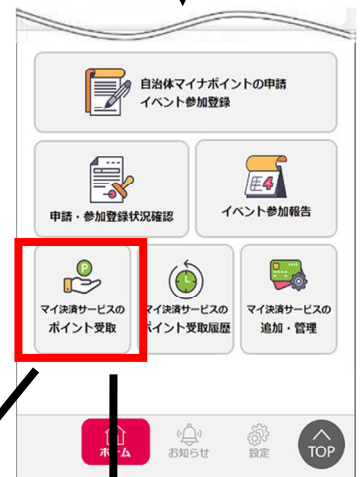 自治体マイナポイントの申請
イベント参加登録
申請・参加登録状況確認
イベント参加報告
P
マイ決済サービスの
ポイント受取
マイ決済サービスの
ポイント受取履歴
マイ決済サービスの
追加・管理
ホーム
お知らせ
設定
TOP